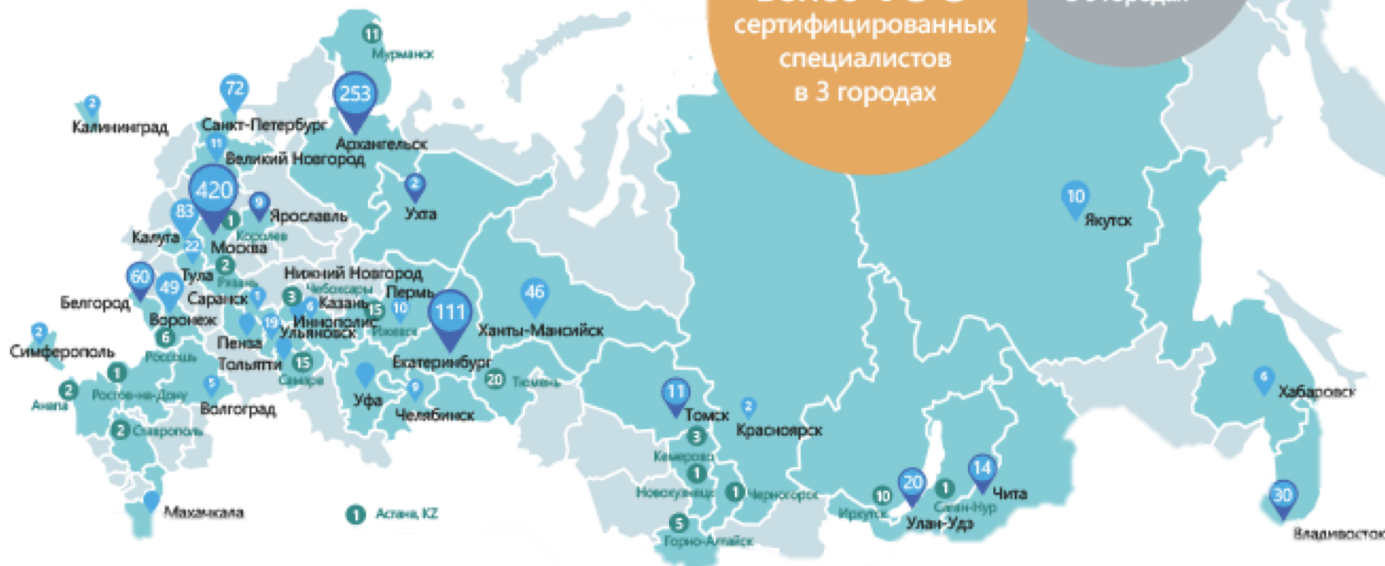 сертифицированных
специалистов
в 3 городах
11
Мурманск
2
Калининград
72
Санкт-Петербург
253
Архангельск
11
Великий Новгород
420
Москва
9
Ярославль
1
Королев
2
Ухта
83
Калуга
22
Тула
2
Рязань
10
Якутск
60
Белгород
49
Воронеж
1
Саранск
Нижний Новгород
3
Чебоксары
6
Казань
Иннополис
15
Ижевск
10
Пермь
111
Екатеринбург
46
Ханты-Мансийск
2
Симферополь
6
Россошь
Пенза
19
Ульяновск
Тольятти
15
Самара
1
Ростов-на-Дону
2
Анапа
5
Волгоград
2
Ставрополь
Уфа
9
Челябинск
20
Тюмень
11
Томск
2
Красноярск
3
Кемерово
1
Новокузнецк
1
Черногорск
5
Горно-Алтайск
10
Иркутск
20
Улан-Удэ
1
Саган-Нур
14
Чита
6
Хабаровск
30
Владивосток
Махачкала
1
Астана, KZ